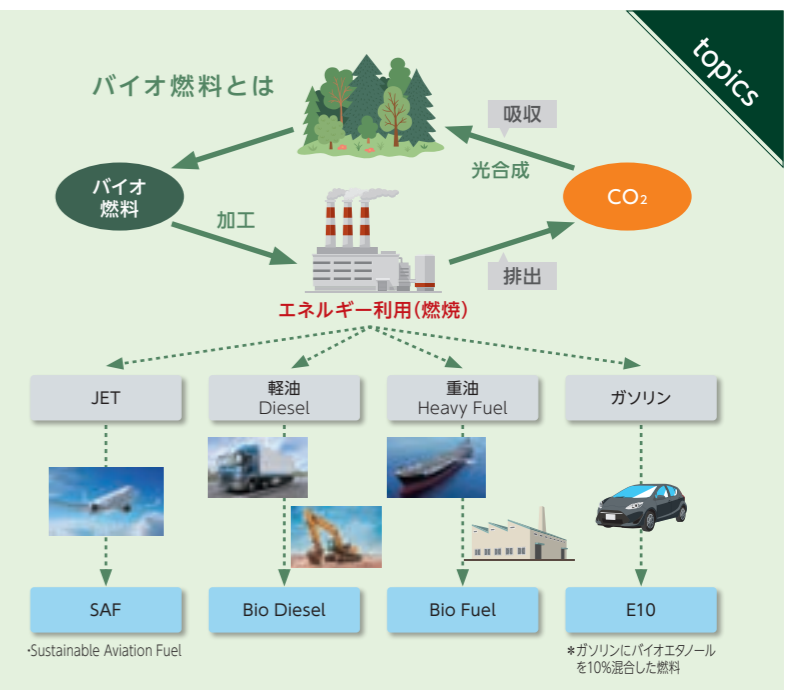 topics
バイオ燃料とは
吸収
光合成
バイオ
燃料
CO₂
加工
排出
エネルギー利用(燃焼)
JET
軽油
Diesel
重油
Heavy Fuel
ガソリン
SAF
Bio Diesel
Bio Fuel
E10
・Sustainable Aviation Fuel
＊ガソリンにバイオエタノール
を10%混合した燃料